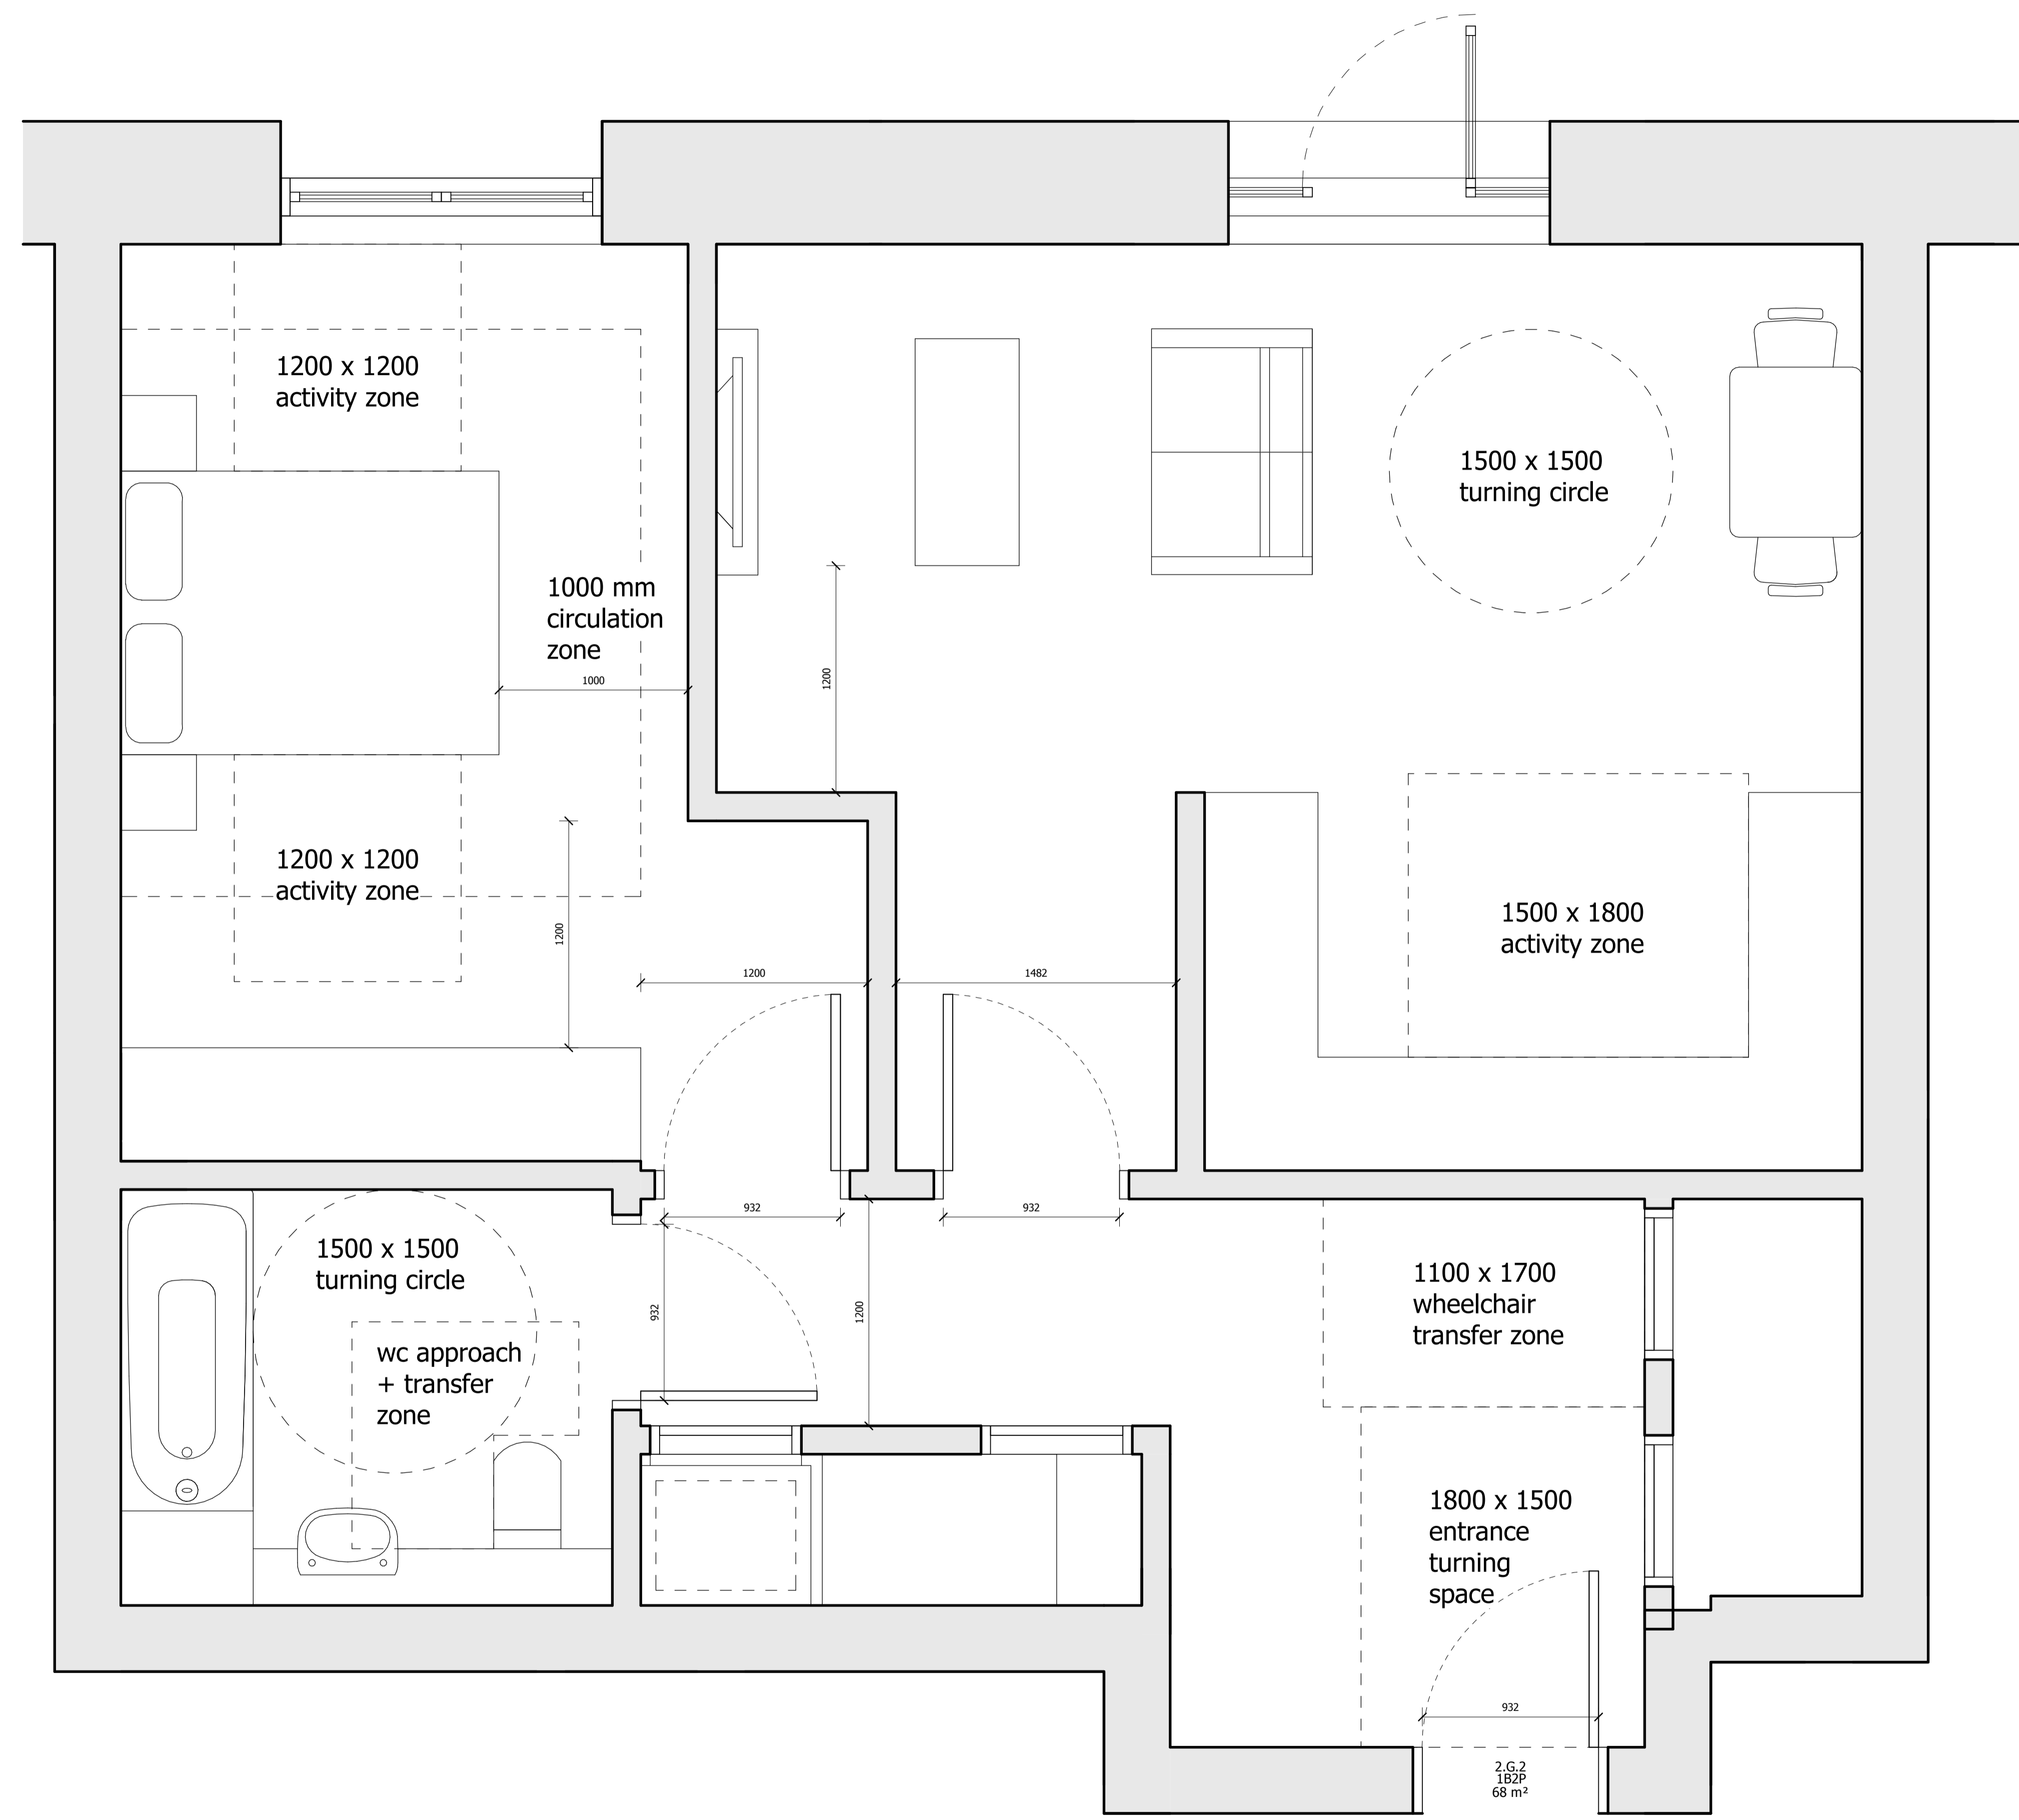 1200 x 1200
activity zone
1500 x 1500
turning circle
1000 mm
circulation
zone
1000
1200
1200 x 1200
activity zone
1200
1500 x 1800
activity zone
1200
1482
932
932
1500 x 1500
turning circle
932
1200
wc approach
+ transfer
zone
1100 x 1700
wheelchair
transfer zone
1800 x 1500
entrance
turning
space
932
2.G.2
1B2P
68 m²